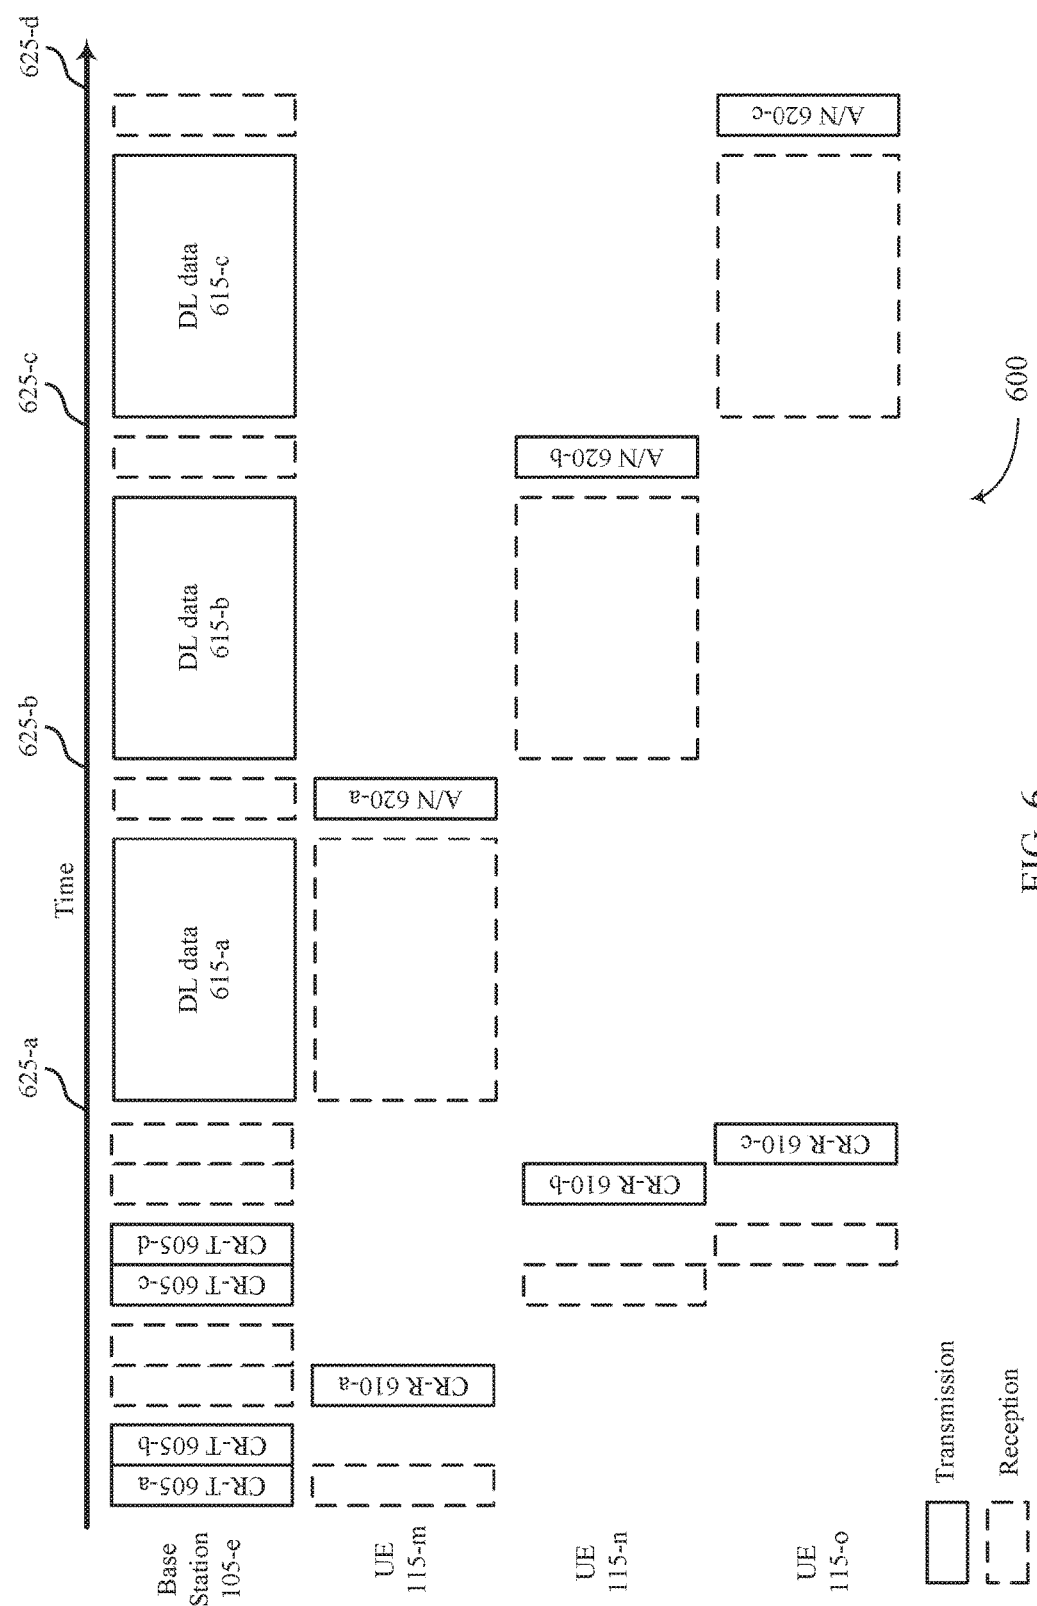 625-a
625-b
625-c
625-d
Time
Base
Station
105-e
CR-T 605-a
CR-T 605-b
CR-T 605-c
CR-T 605-d
DL data
615-a
DL data
615-b
DL data
615-c
UE
115-m
CR-R 610-a
A/N 620-a
UE
115-n
CR-R 610-b
A/N 620-b
UE
115-o
CR-R 610-c
A/N 620-c
Transmission
Reception
600
FIG. 6